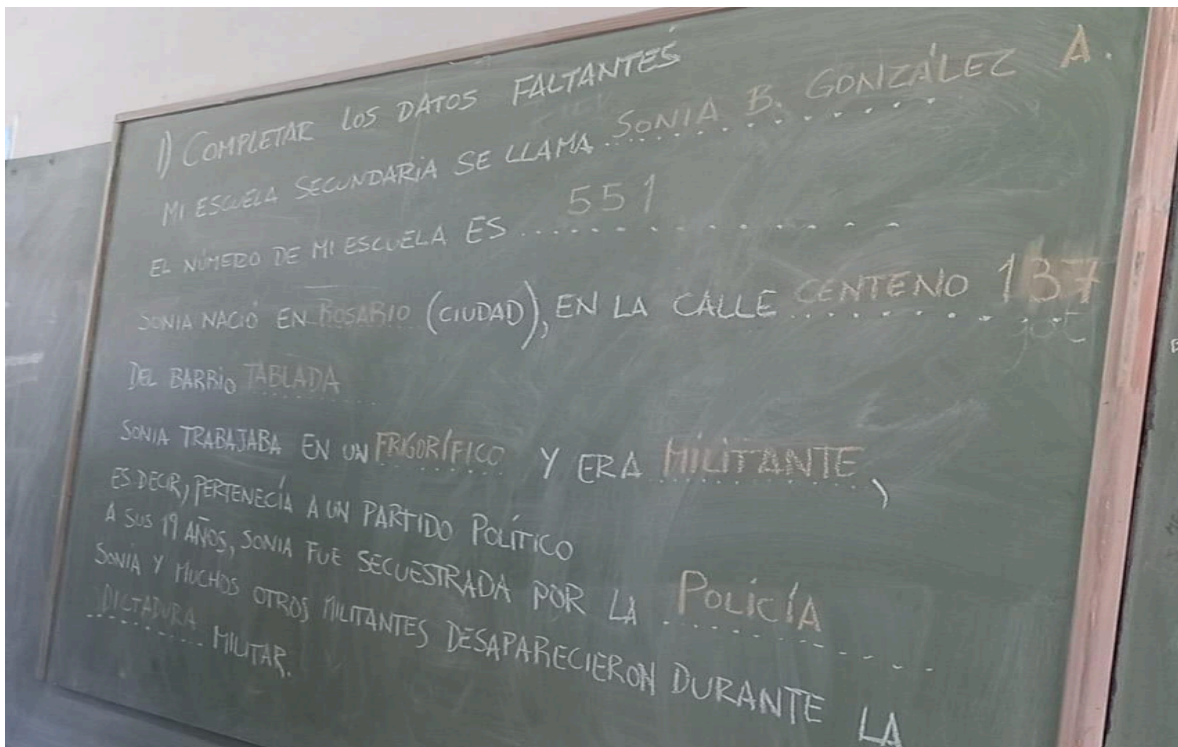 1) COMPLETAR LOS DATOS FALTANTES
MI ESCUELA SECUNDARIA SE LLAMA SONIA B. GONZÁLEZ A.
EL NÚMERO DE MI ESCUELA ES 551
SONIA NACIÓ EN ROSARIO (CIUDAD), EN LA CALLE CENTENO 137
DEL BARRIO TABLADA
SONIA TRABAJABA EN UN FRIGORÍFICO Y ERA MILITANTE,
ES DECIR, PERTENECÍA A UN PARTIDO POLÍTICO
A SUS 19 AÑOS, SONIA FUE SECUESTRADA POR LA POLICÍA
SONIA Y MUCHOS OTROS MILITANTES DESAPARECIERON DURANTE LA
DICTADURA MILITAR.